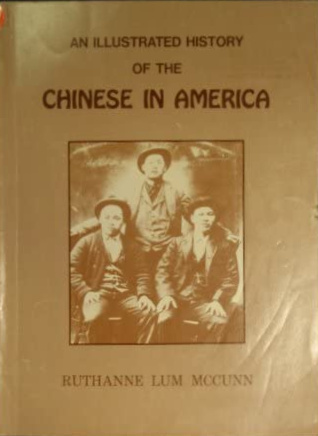 AN ILLUSTRATED HISTORY
OF THE
CHINESE IN AMERICA
RUTHANNE LUM MCCUNN